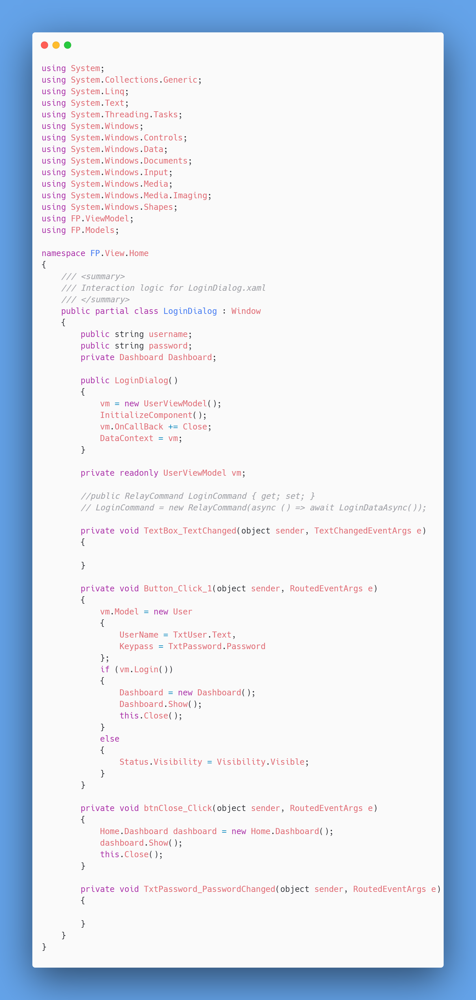 using System;
using System.Collections.Generic;
using System.Linq;
using System.Text;
using System.Threading.Tasks;
using System.Windows;
using System.Windows.Controls;
using System.Windows.Data;
using System.Windows.Documents;
using System.Windows.Input;
using System.Windows.Media;
using System.Windows.Media.Imaging;
using System.Windows.Shapes;
using FP.ViewModel;
using FP.Models;

namespace FP.View.Home
{
    /// <summary>
    /// Interaction logic for LoginDialog.xaml
    /// </summary>
    public partial class LoginDialog : Window
    {
        public string username;
        public string password;
        private Dashboard Dashboard;

        public LoginDialog()
        {
            vm = new UserViewModel();
            InitializeComponent();
            vm.OnCallBack += Close;
            DataContext = vm;
        }

        private readonly UserViewModel vm;

        //public RelayCommand LoginCommand { get; set; }
        // LoginCommand = new RelayCommand(async () => await LoginDataAsync());

        private void TextBox_TextChanged(object sender, TextChangedEventArgs e)
        {

        }

        private void Button_Click_1(object sender, RoutedEventArgs e)
        {
            vm.Model = new User
            {
                UserName = TxtUser.Text,
                Keypass = TxtPassword.Password
            };
            if (vm.Login())
            {
                Dashboard = new Dashboard();
                Dashboard.Show();
                this.Close();
            }
            else
            {
                Status.Visibility = Visibility.Visible;
            }
        }

        private void btnClose_Click(object sender, RoutedEventArgs e)
        {
            Home.Dashboard dashboard = new Home.Dashboard();
            dashboard.Show();
            this.Close();
        }

        private void TxtPassword_PasswordChanged(object sender, RoutedEventArgs e)
        {

        }
    }
}